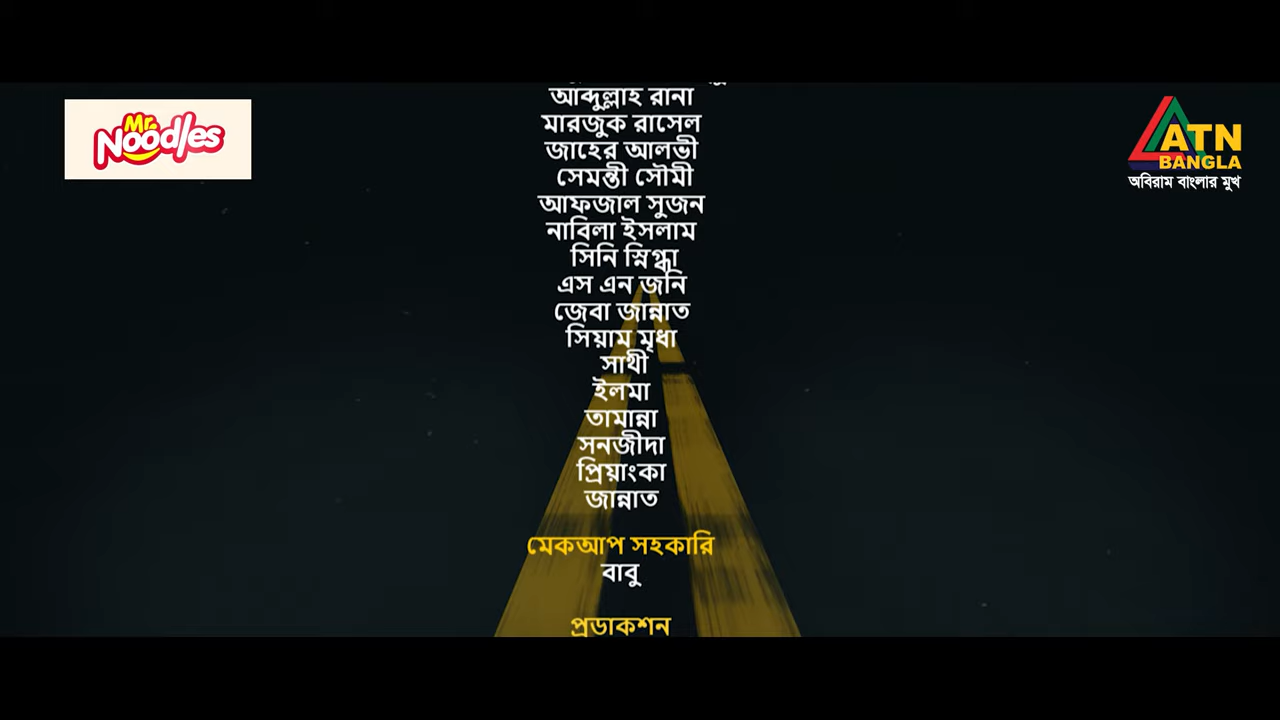 আব্দুল্লাহ রানা
মারজুক রাসেল
জাহের আলভী
সেমন্তী সৌমী
আফজাল সুজন
নাবিলা ইসলাম
সিনি স্নিগ্ধা
এস এন জনি
জেবা জান্নাত
সিয়াম মৃধা
সাথী
ইলমা
তামান্না
সনজীদা
প্রিয়াংকা
জান্নাত
মেকআপ সহকারি
বাবু
প্রডাকশন
Mr.
Noodles
ATN
BANGLA
অবিরাম বাংলার মুখ